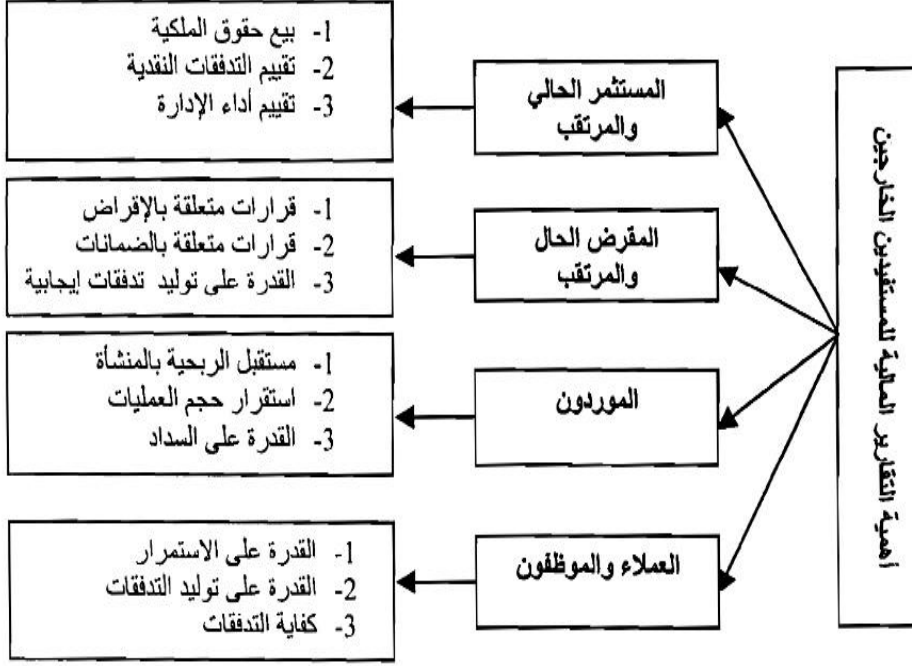 أهمية التقارير المالية للمستفيدين الخارجين
المستثمر الحالي
والمرتقب
1- بيع حقوق الملكية
2- تقييم التدفقات النقدية
3- تقييم أداء الإدارة
المقرض الحال
والمرتقب
1- قرارات متعلقة بالإقراض
2- قرارات متعلقة بالضمانات
3- القدرة على توليد تدفقات إيجابية
الموردون
1- مستقبل الربحية بالمنشأة
2- استقرار حجم العمليات
3- القدرة على السداد
العملاء والموظفون
1- القدرة على الاستمرار
2- القدرة على توليد التدفقات
3- كفاية التدفقات